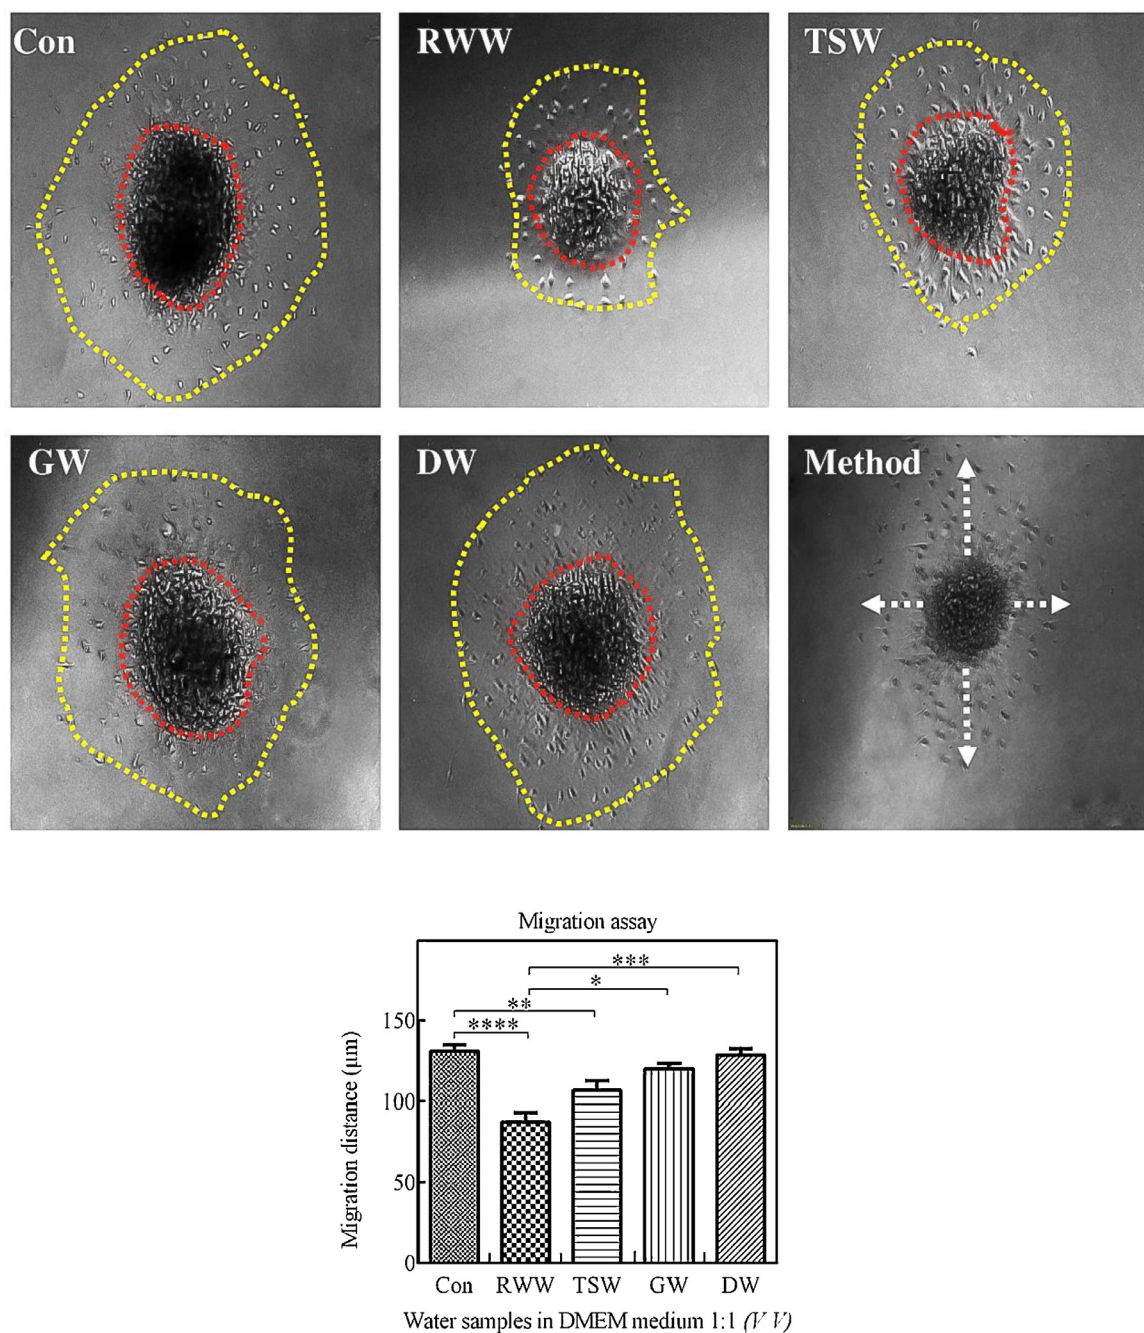 Con
RWW
TSW
GW
DW
Method
Migration assay
***
*
**
****
150
100
50
0
Migration distance (μm)
Con RWW TSW GW DW
Water samples in DMEM medium 1:1 (V V)